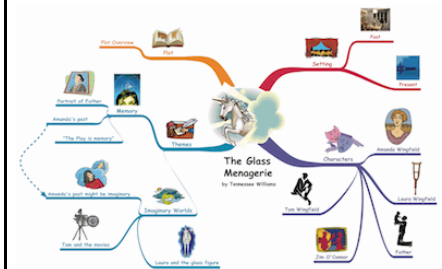 Plot Overview
Plot
Past
Setting
Present
Portrait of Father
Memory
Amanda's past
"The Play is memory"
Themes
The Glass
Menagerie
by Tennessee Williams
Characters
Amanda Wingfield
Laura Wingfield
Tom Wingfield
Father
Jim O'Connor
Amanda's past might be imaginary
Imaginary Worlds
Tom and the movies
Laura and the glass figure